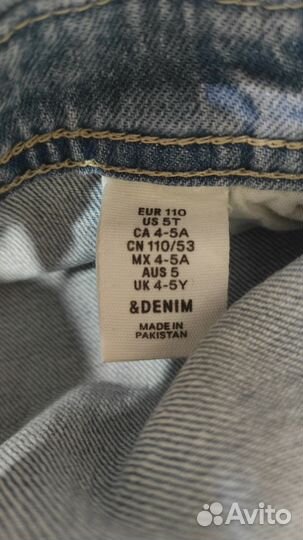 EUR 110
US 5T
CA 4-5A
CN 110/53
MX 4-5A
AUS 5
UK 4-5Y
&DENIM
MADE IN
PAKISTAN
Avito